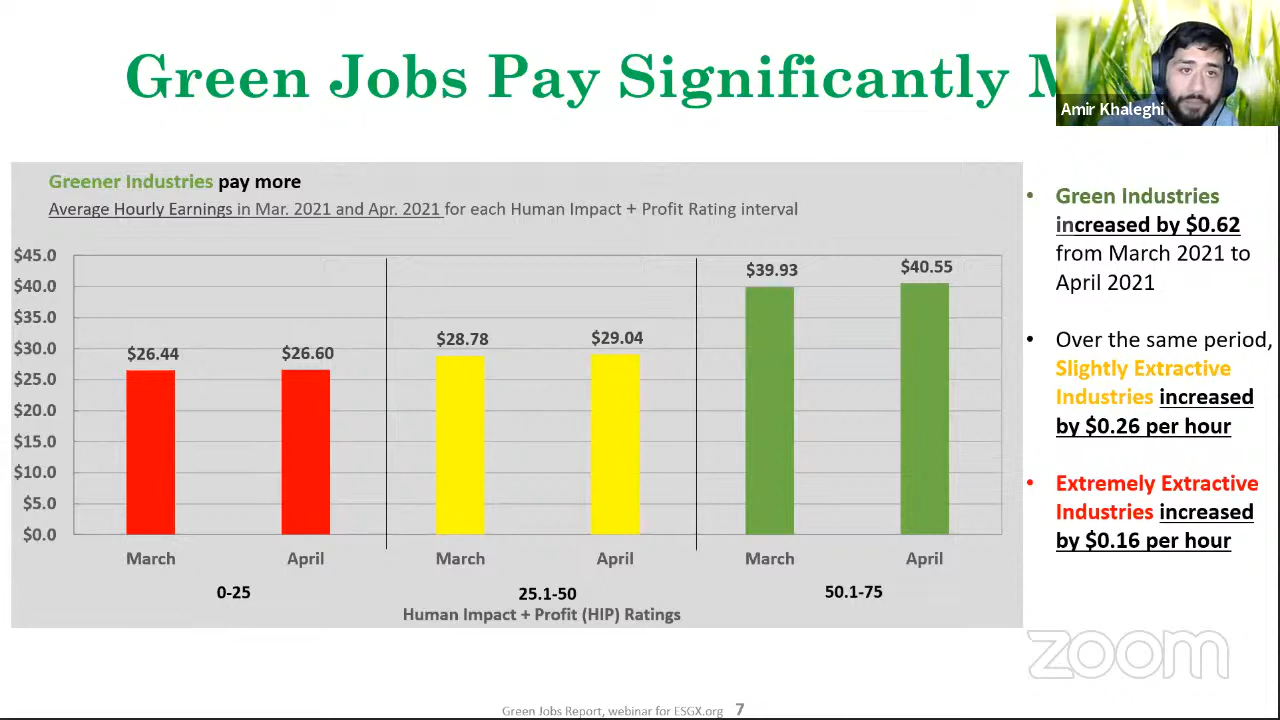 Green Jobs Pay Significantly
Amir Khaleghi
Greener Industries pay more
Average Hourly Earnings in Mar. 2021 and Apr. 2021 for each Human Impact + Profit Rating interval
$45.0
$40.0
$35.0
$30.0
$25.0
$20.0
$15.0
$10.0
$5.0
$0.0
$26.44
$26.60
$28.78
$29.04
$39.93
$40.55
March
April
March
April
March
April
0-25
25.1-50
50.1-75
Human Impact + Profit (HIP) Ratings
• Green Industries
increased by $0.62
from March 2021 to
April 2021
• Over the same period,
Slightly Extractive
Industries increased
by $0.26 per hour
• Extremely Extractive
Industries increased
by $0.16 per hour
zoom
Green Jobs Report, webinar for ESGX.org 7